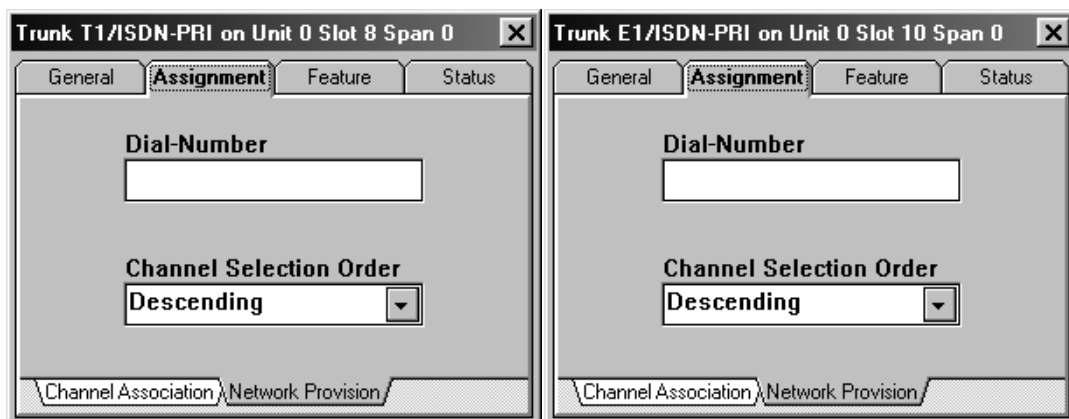 Trunk T1/ISDN-PRI on Unit 0 Slot 8 Span 0
General Assignment Feature Status
Dial-Number
Channel Selection Order
Descending
Channel Association Network Provision
Trunk E1/ISDN-PRI on Unit 0 Slot 10 Span 0
General Assignment Feature Status
Dial-Number
Channel Selection Order
Descending
Channel Association Network Provision